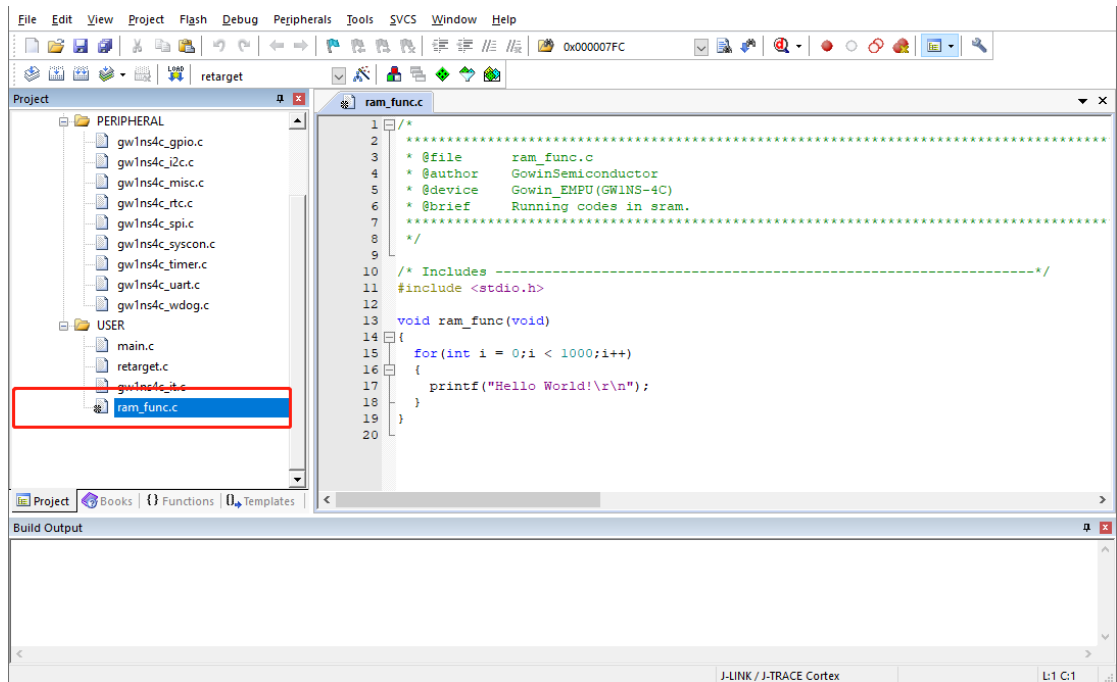 File Edit View Project Flash Debug Peripherals Tools SVCS Window Help
0x000007FC
LOAD retarget
Project
ram_func.c
PERIPHERAL
gw1ns4c_gpio.c
gw1ns4c_i2c.c
gw1ns4c_misc.c
gw1ns4c_rtc.c
gw1ns4c_spi.c
gw1ns4c_syscon.c
gw1ns4c_timer.c
gw1ns4c_uart.c
gw1ns4c_wdog.c
USER
main.c
retarget.c
gw1ns4c_it.c
ram_func.c
Project Books {} Functions Templates
1 /*
2 ***************************************************************************************
3 * @file ram_func.c
4 * @author GowinSemiconductor
5 * @device Gowin_EMPU(GW1NS-4C)
6 * @brief Running codes in sram.
7 ***************************************************************************************
8 */
9
10 /* Includes ------------------------------------------------------------------*/
11 #include <stdio.h>
12
13 void ram_func(void)
14 {
15 for(int i = 0;i < 1000;i++)
16 {
17 printf("Hello World!\r\n");
18 }
19 }
20
Build Output
J-LINK / J-TRACE Cortex L:1 C:1